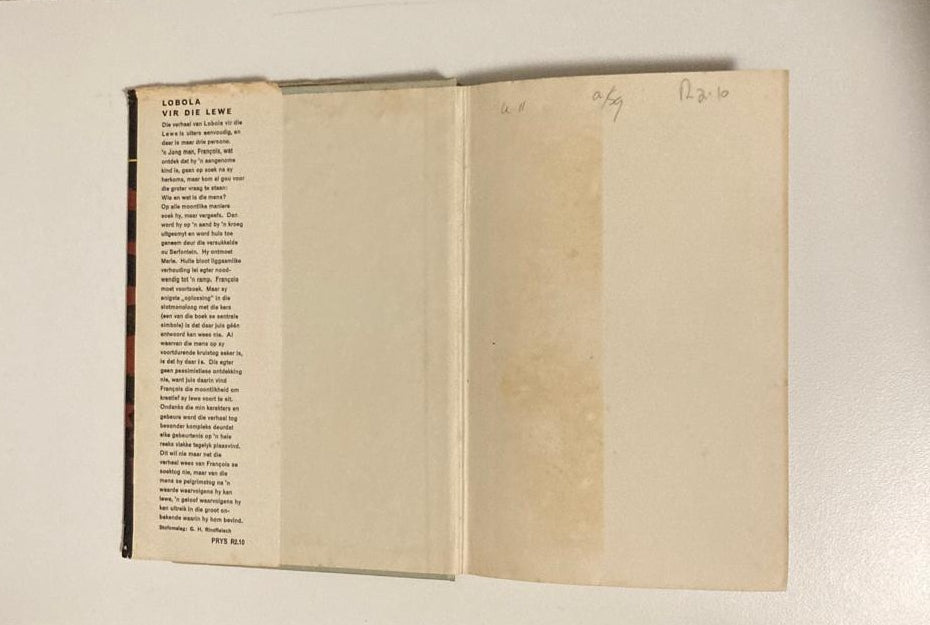 LOBOLA
VIR DIE LEWE
Die verhaal van Lobola vir die
Lewe is uiters eenvoudig, en
daar is maar drie persone.
'n Jong man, François, wat
ontdek dat hy 'n aangenome
kind is, gaan op soek na sy
herkoms, maar kom al gou voor
die groter vraag te staan:
Wie en wat is die mens?
Op alle moontlike maniere
soek hy, maar vergeefs. Dan
word hy op 'n aand by 'n kroeg
uitgesmyt en word huis toe
geneem deur die versukkelde
ou Serfontein. Hy ontmoet
Marie. Hulle bloot liggaamlike
verhouding lei egter nood-
wendig tot 'n ramp. François
moet voortsoek. Maar sy
enigste „oplossing" in die
slotmonoloog met die kers
(een van die boek se sentrale
simbole) is dat daar juis géén
antwoord kan wees nie. Al
waarvan die mens op sy
voortdurende kruistog seker is,
is dat hy daar is. Dis egter
geen pessimistiese ontdekking
nie, want juis daarin vind
François die moontlikheid om
kreatief sy lewe voort te sit.
Ondanks die min karakters en
gebeure word die verhaal tog
besonder kompleks deurdat
elke gebeurtenis op 'n hele
reeks vlakke tegelyk plaasvind.
Dit wil nie maar net die
verhaal wees van François se
soektog nie, maar van die
mens se pelgrimstog na 'n
waarde waarvolgens hy kan
lewe, 'n geloof waarvolgens hy
kan uitreik in die groot on-
bekende waarin hy hom bevind.
Stofomslag: G. H. Rindfleisch
PRYS R2.10
R2.10